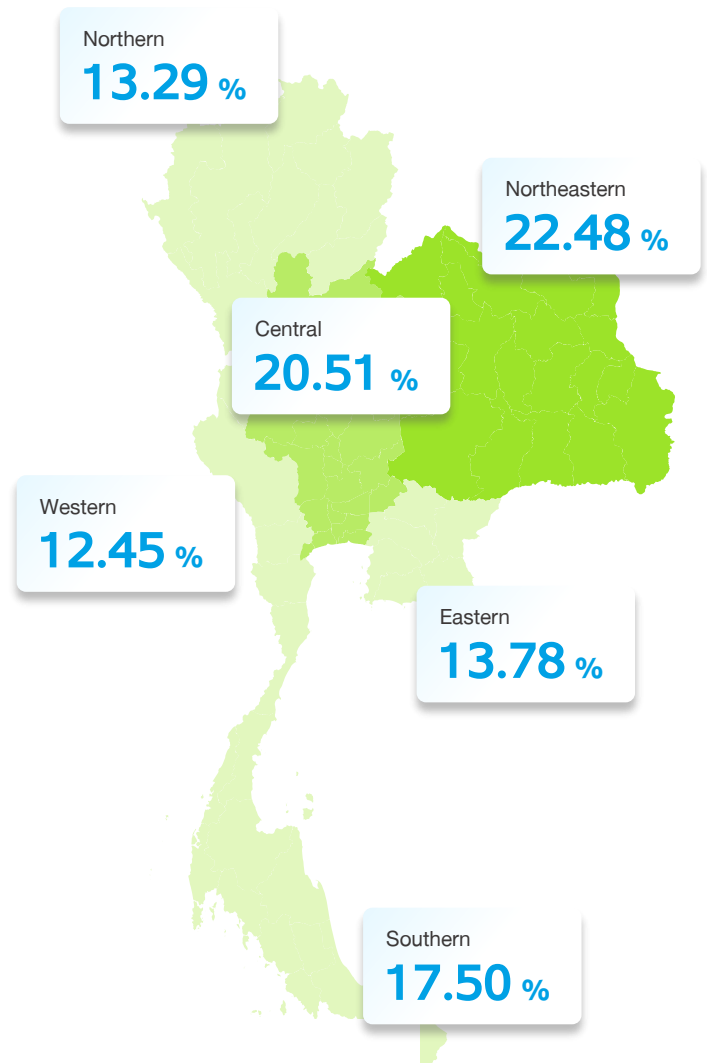 Northern
13.29 %
Northeastern
22.48 %
Central
20.51 %
Western
12.45 %
Eastern
13.78 %
Southern
17.50 %